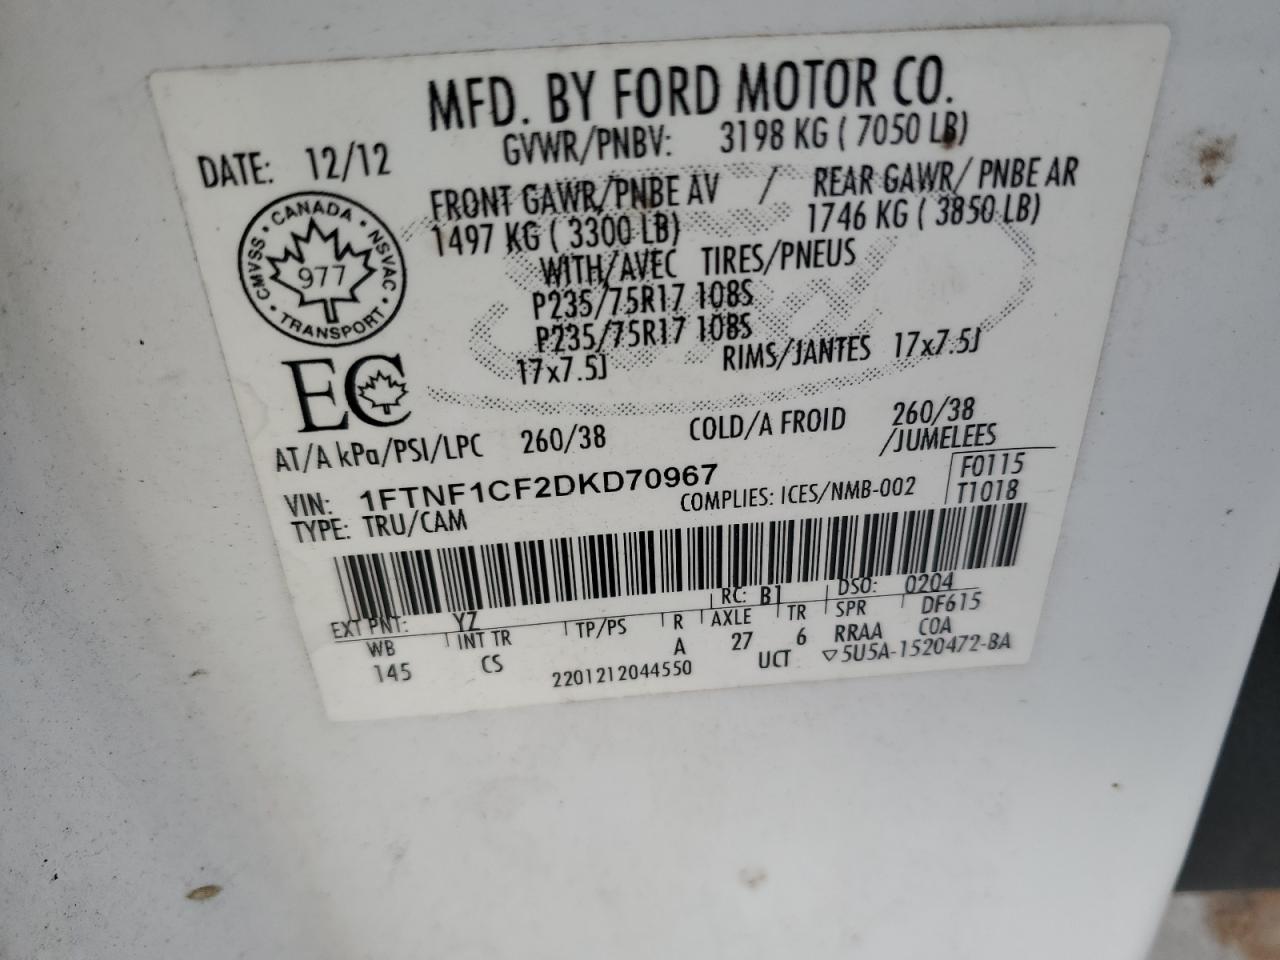 MFD. BY FORD MOTOR CO.
DATE: 12/12
GVWR/PNBV: 3198 KG ( 7050 LB)
FRONT GAWR/PNBE AV / REAR GAWR/ PNBE AR
1497 KG ( 3300 LB) 1746 KG ( 3850 LB)
WITH/AVEC TIRES/PNEUS
P235/75R17 108S
P235/75R17 108S
17x7.5J RIMS/JANTES 17x7.5J
CANADA · NSVAC · TRANSPORT · CMVSS ·
977
EC
AT/A kPa/PSI/LPC 260/38 COLD/A FROID 260/38
/JUMELEES
VIN: 1FTNF1CF2DKD70967
TYPE: TRU/CAM
COMPLIES: ICES/NMB-002
F0115
T1018
EXT PNT: YZ RC: B1 DSO: 0204
WB INT TR TP/PS R AXLE TR SPR DF615
145 CS A 27 6 RRAA COA
2201212044550 UCT ▽5U5A-1520472-BA